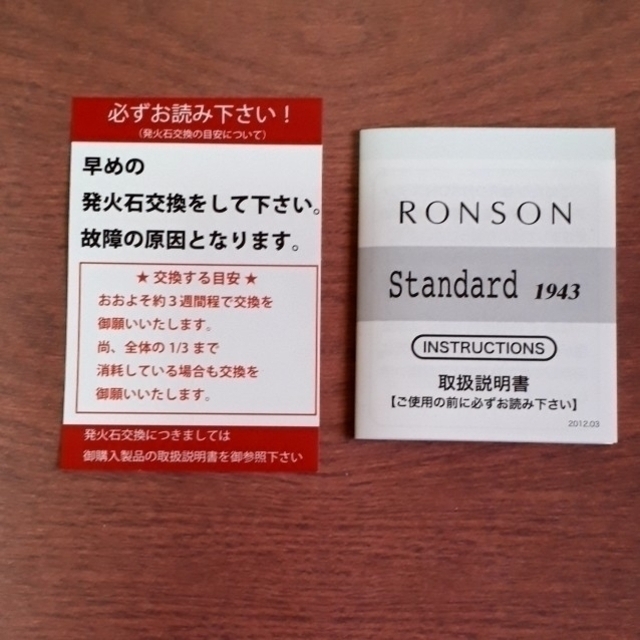 必ずお読み下さい！
（発火石交換の目安について）
早めの
発火石交換をして下さい。
故障の原因となります。
★ 交換する目安 ★
おおよそ約３週間程で交換を
御願いいたします。
尚、全体の 1/3 まで
消耗している場合も交換を
御願いいたします。
発火石交換につきましては
御購入製品の取扱説明書を御参照下さい
RONSON
Standard 1943
INSTRUCTIONS
取扱説明書
【ご使用の前に必ずお読み下さい】
2012.03